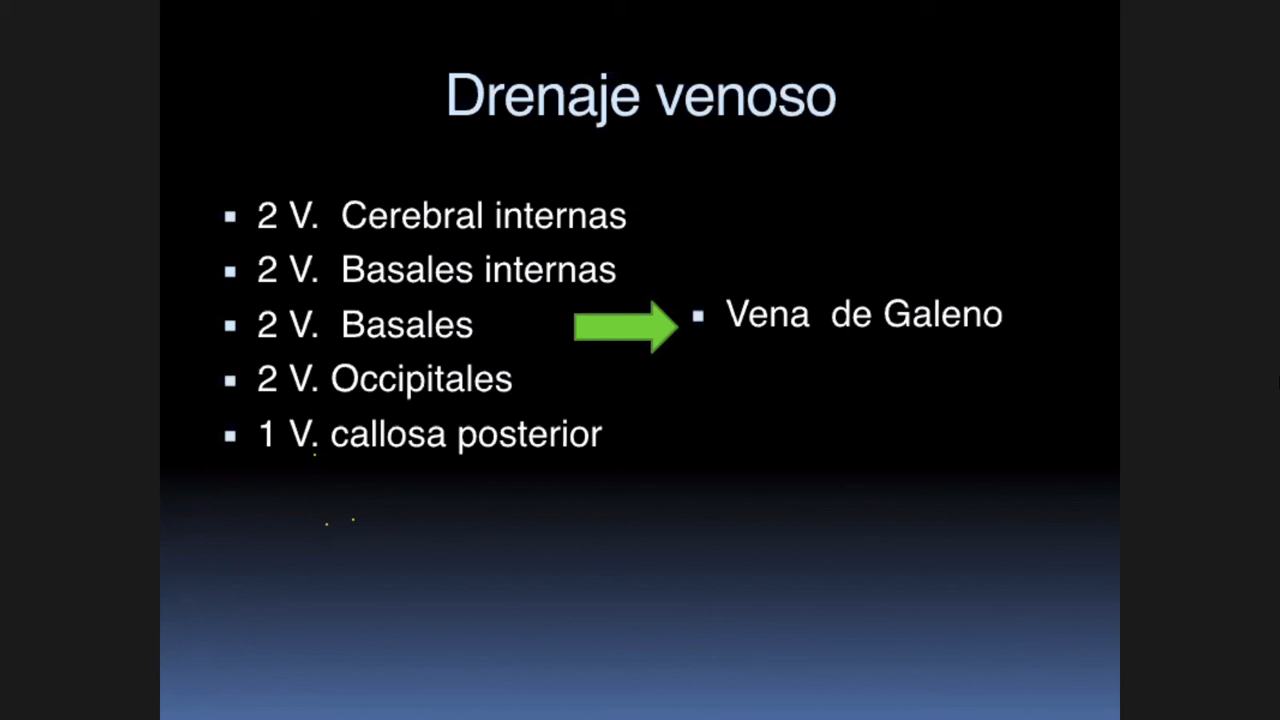 Drenaje venoso
2 V. Cerebral internas
2 V. Basales internas
2 V. Basales
2 V. Occipitales
1 V. callosa posterior
Vena de Galeno